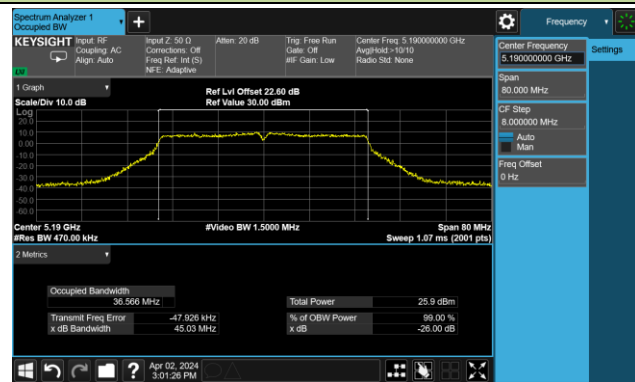 Spectrum Analyzer 1
Occupied BW
+
Frequency
KEYSIGHT
Input: RF
Coupling: AC
Align: Auto
Input Z: 50 Ω
Corrections: Off
Freq Ref: Int (S)
NFE: Adaptive
Atten: 20 dB
Trig: Free Run
Gate: Off
#IF Gain: Low
Center Freq: 5.190000000 GHz
Avg|Hold:>10/10
Radio Std: None
Center Frequency
5.190000000 GHz
Settings
Span
80.000 MHz
CF Step
8.000000 MHz
Auto
Man
Freq Offset
0 Hz
1 Graph
Scale/Div 10.0 dB
Ref Lvl Offset 22.60 dB
Ref Value 30.00 dBm
Log
20.0
10.0
0.00
-10.0
-20.0
-30.0
-40.0
-50.0
-60.0
Center 5.19 GHz
#Res BW 470.00 kHz
#Video BW 1.5000 MHz
Span 80 MHz
Sweep 1.07 ms (2001 pts)
2 Metrics
Occupied Bandwidth
36.566 MHz
Total Power 25.9 dBm
Transmit Freq Error -47.926 kHz
% of OBW Power 99.00 %
x dB Bandwidth 45.03 MHz
x dB -26.00 dB
?
Apr 02, 2024
3:01:26 PM